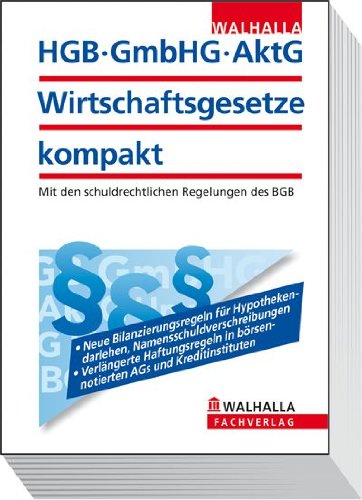 WALHALLA
HGB·GmbHG·AktG
Wirtschaftsgesetze
kompakt
Mit den schuldrechtlichen Regelungen des BGB
• Neue Bilanzierungsregeln für Hypotheken-
darlehen, Namensschuldverschreibungen
• Verlängerte Haftungsregeln in börsen-
notierten AGs und Kreditinstituten
WALHALLA
FACHVERLAG